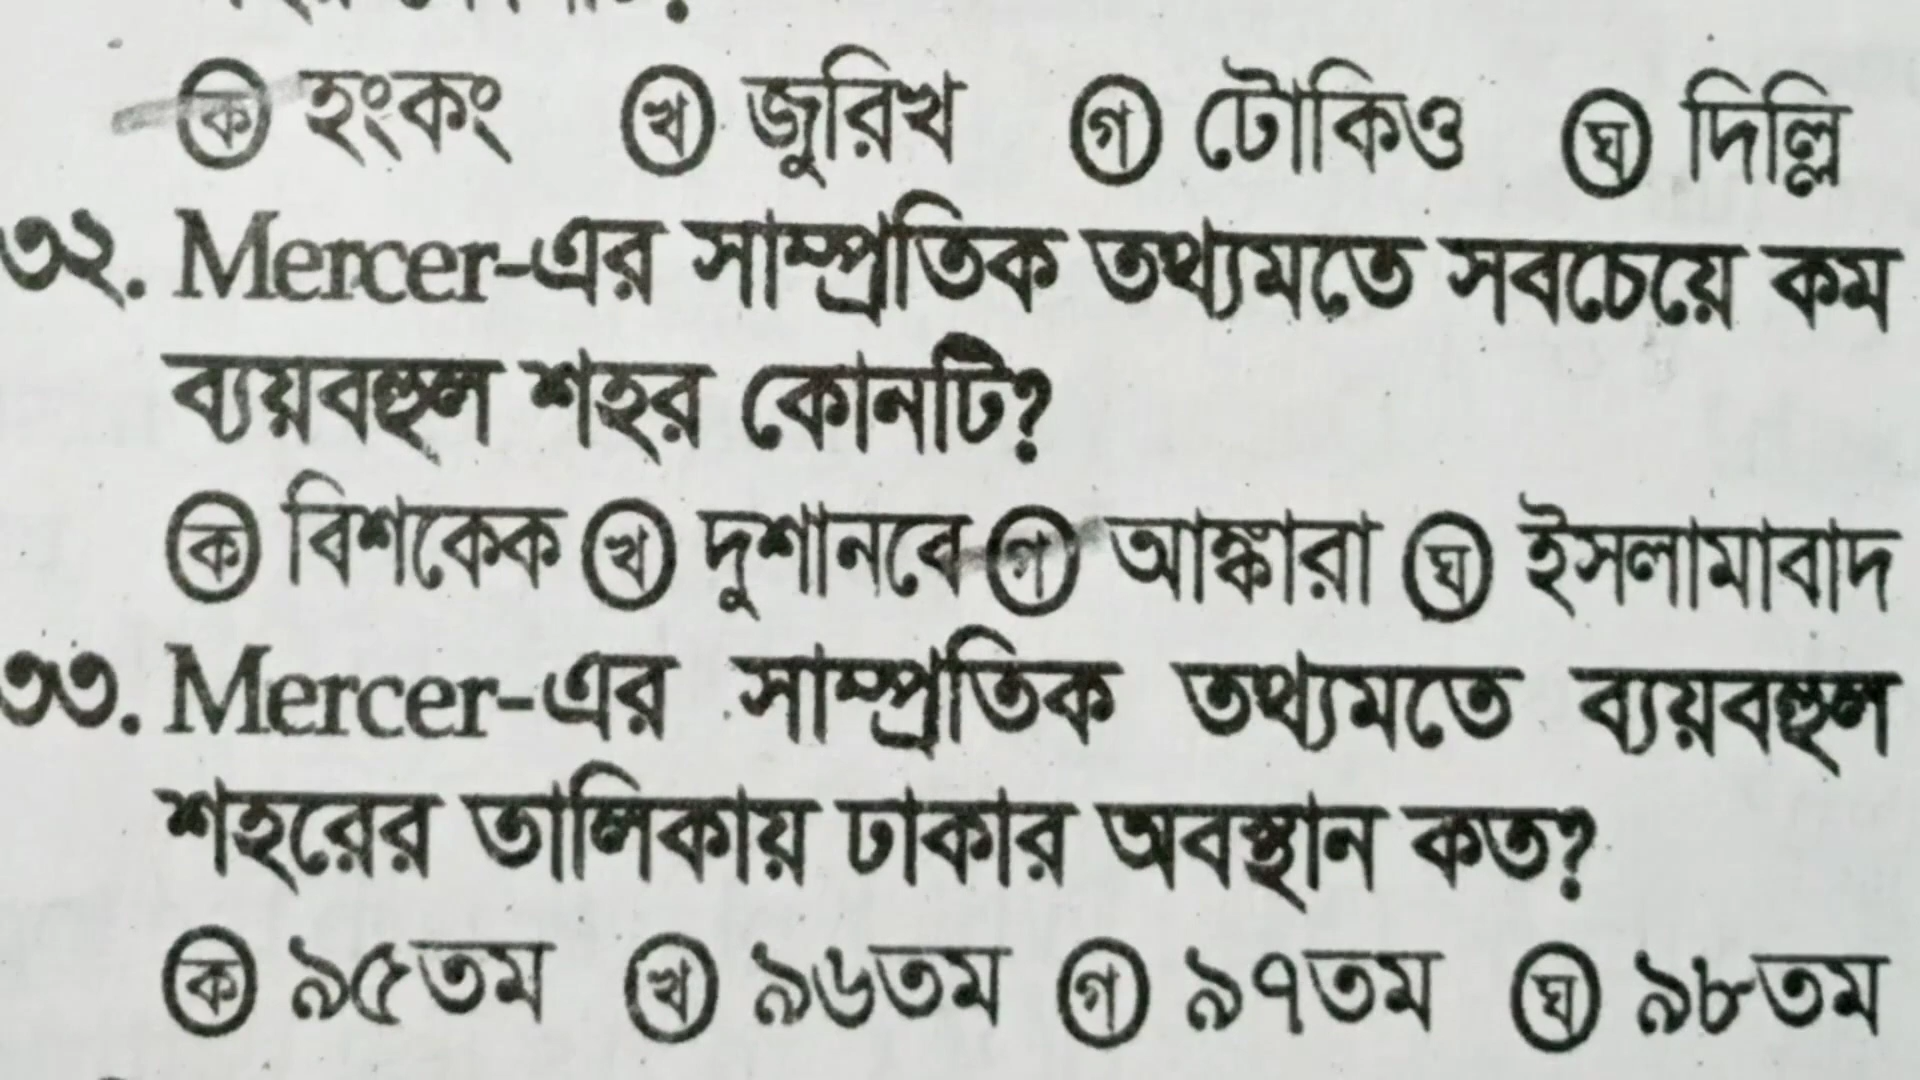 ক হংকং খ জুরিখ গ টোকিও ঘ দিল্লি
৩২. Mercer-এর সাম্প্রতিক তথ্যমতে সবচেয়ে কম
ব্যয়বহুল শহর কোনটি?
ক বিশকেক খ দুশানবে গ আঙ্কারা ঘ ইসলামাবাদ
৩৩. Mercer-এর সাম্প্রতিক তথ্যমতে ব্যয়বহুল
শহরের তালিকায় ঢাকার অবস্থান কত?
ক ৯৫তম খ ৯৬তম গ ৯৭তম ঘ ৯৮তম